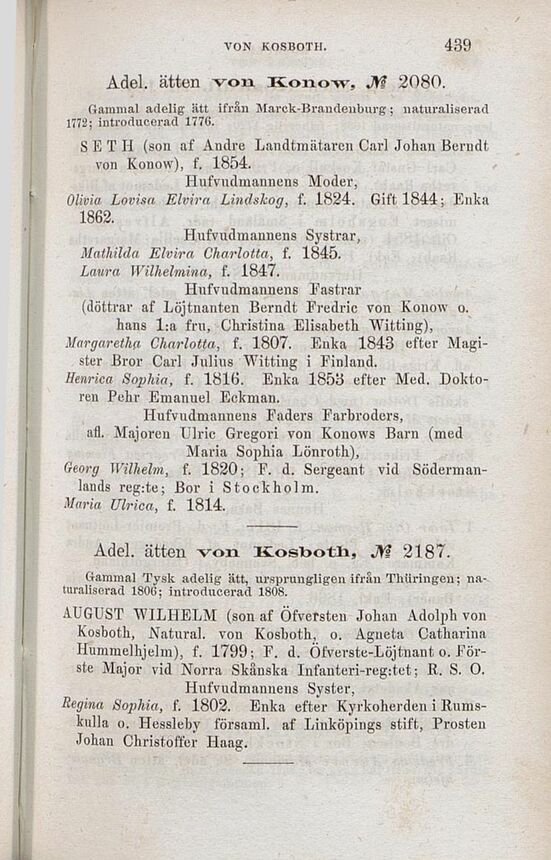 VON KOSBOTH. 439
Adel. ätten von Konow, № 2080.
Gammal adelig ätt ifrån Marck-Brandenburg; naturaliserad
1772; introducerad 1776.
SETH (son af Andre Landtmätaren Carl Johan Berndt
von Konow), f. 1854.
Hufvudmannens Moder,
Olivia Lovisa Elvira Lindskog, f. 1824. Gift 1844; Enka
1862.
Hufvudmannens Systrar,
Mathilda Elvira Charlotta, f. 1845.
Laura Wilhelmina, f. 1847.
Hufvudmannens Fastrar
(döttrar af Löjtnanten Berndt Fredric von Konow o.
hans 1:a fru, Christina Elisabeth Witting),
Margaretha Charlotta, f. 1807. Enka 1843 efter Magi-
ster Bror Carl Julius Witting i Finland.
Henrica Sophia, f. 1816. Enka 1853 efter Med. Dokto-
ren Pehr Emanuel Eckman.
Hufvudmannens Faders Farbroders,
afl. Majoren Ulric Gregori von Konows Barn (med
Maria Sophia Lönroth),
Georg Wilhelm, f. 1820; F. d. Sergeant vid Söderman-
lands reg:te; Bor i Stockholm.
Maria Ulrica, f. 1814.
Adel. ätten von Kosboth, № 2187.
Gammal Tysk adelig ätt, ursprungligen ifrån Thüringen; na-
turaliserad 1806; introducerad 1808.
AUGUST WILHELM (son af Öfversten Johan Adolph von
Kosboth, Natural. von Kosboth, o. Agneta Catharina
Hummelhjelm), f. 1799; F. d. Öfverste-Löjtnant o. För-
ste Major vid Norra Skånska Infanteri-reg:tet; R. S. O.
Hufvudmannens Syster,
Regina Sophia, f. 1802. Enka efter Kyrkoherden i Rums-
kulla o. Hessleby församl. af Linköpings stift, Prosten
Johan Christoffer Haag.